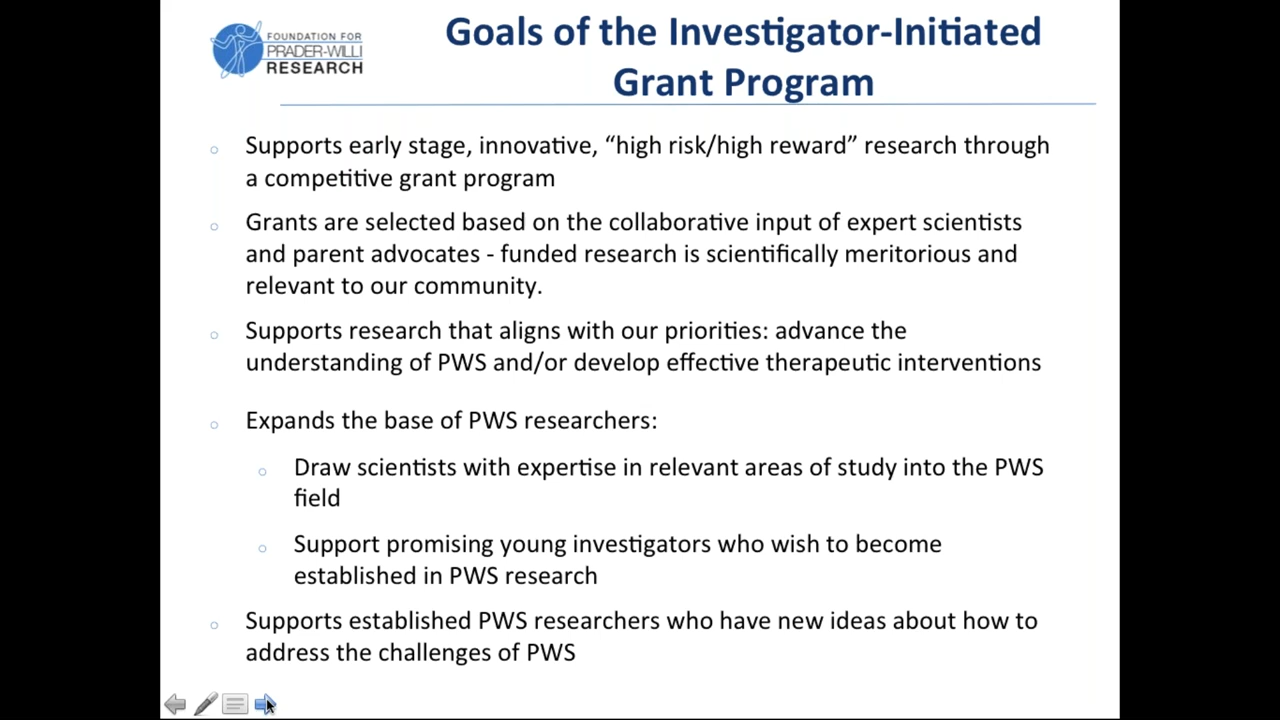 FOUNDATION FOR
PRADER-WILLI
RESEARCH
Goals of the Investigator-Initiated
Grant Program
Supports early stage, innovative, “high risk/high reward” research through
a competitive grant program
Grants are selected based on the collaborative input of expert scientists
and parent advocates - funded research is scientifically meritorious and
relevant to our community.
Supports research that aligns with our priorities: advance the
understanding of PWS and/or develop effective therapeutic interventions
Expands the base of PWS researchers:
Draw scientists with expertise in relevant areas of study into the PWS
field
Support promising young investigators who wish to become
established in PWS research
Supports established PWS researchers who have new ideas about how to
address the challenges of PWS